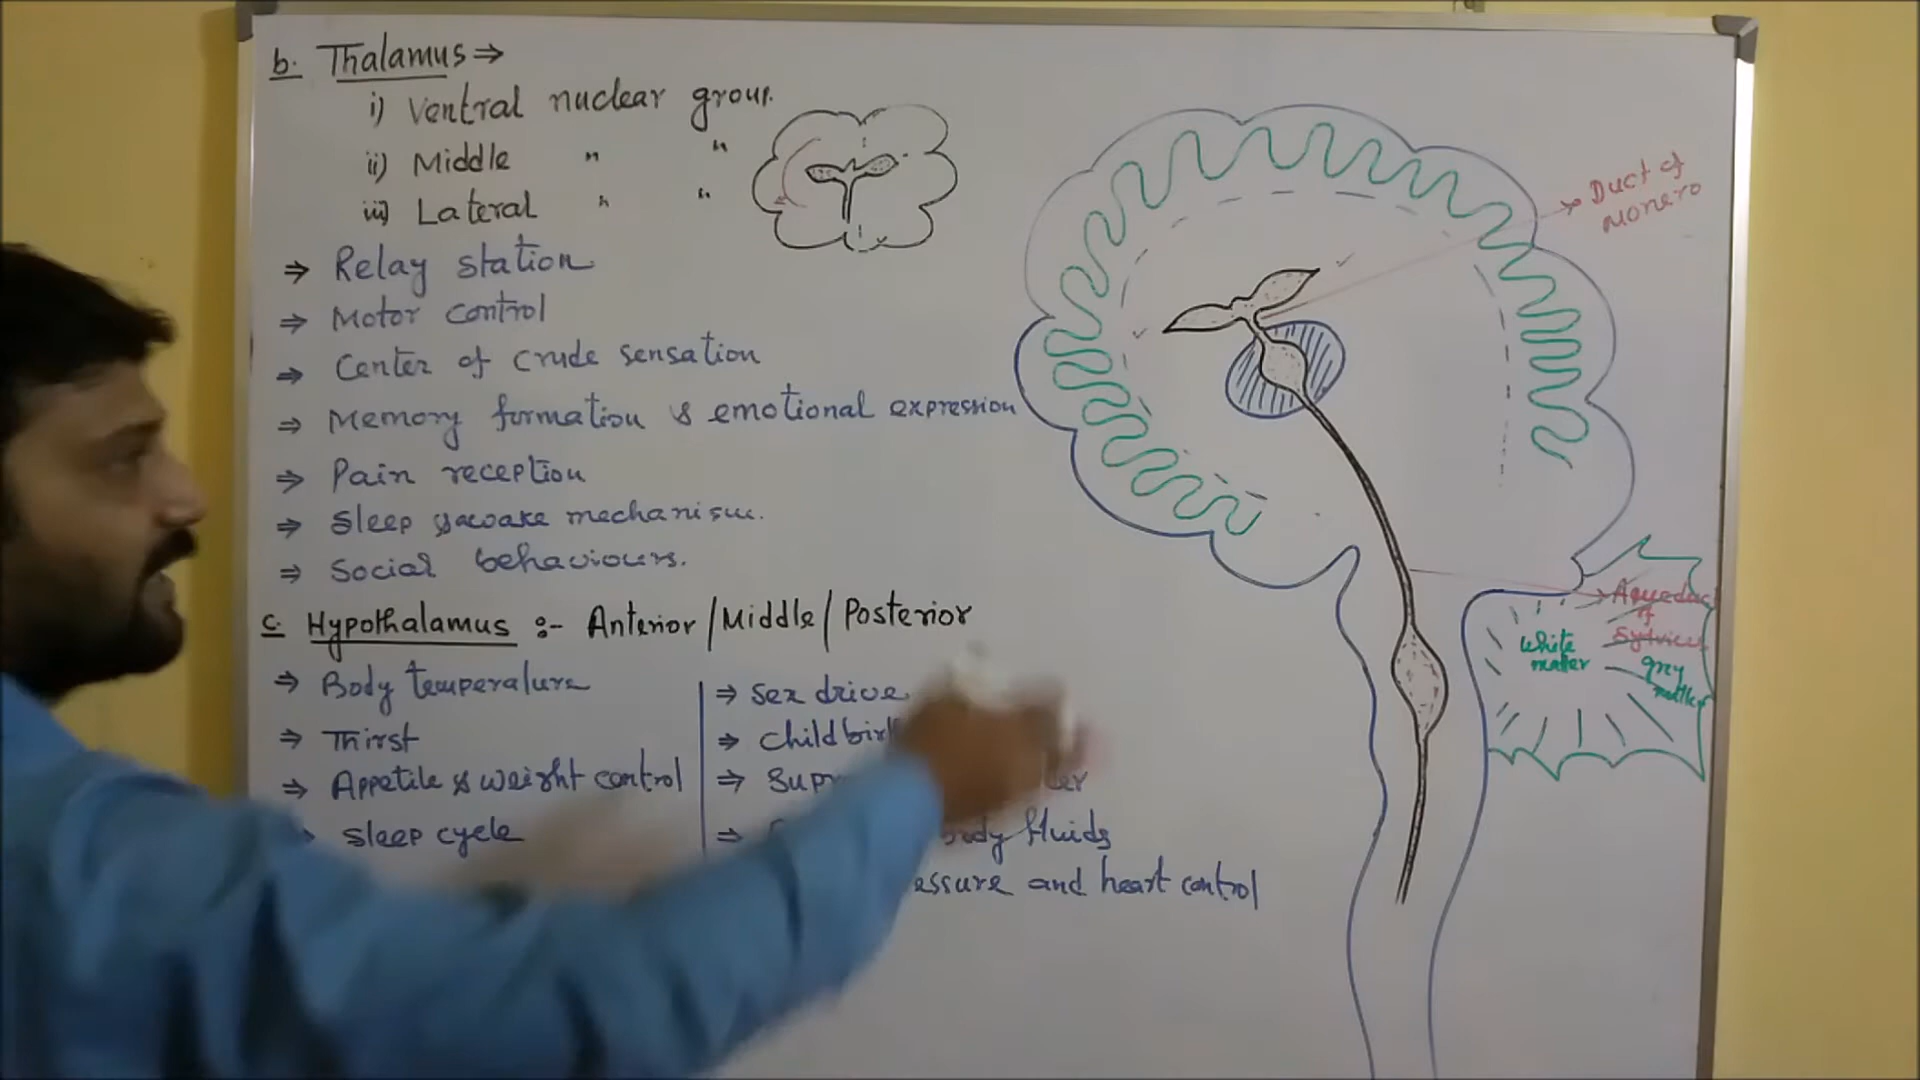 b. Thalamus ⇒
i) Ventral nuclear group.
ii) Middle " "
iii) Lateral " "
⇒ Relay station
⇒ Motor control
⇒ Center of crude sensation
⇒ Memory formation & emotional expression
⇒ Pain reception
⇒ Sleep & awake mechanism.
⇒ Social behaviours.
c. Hypothalamus :- Anterior/Middle/Posterior
⇒ Body temperature
⇒ Thirst
⇒ Appetite & weight control
sleep cycle
⇒ Sex drive
⇒ Child
⇒
⇒ body fluids
and heart control
Duct of
Monero
of
White
matter
grey
matter